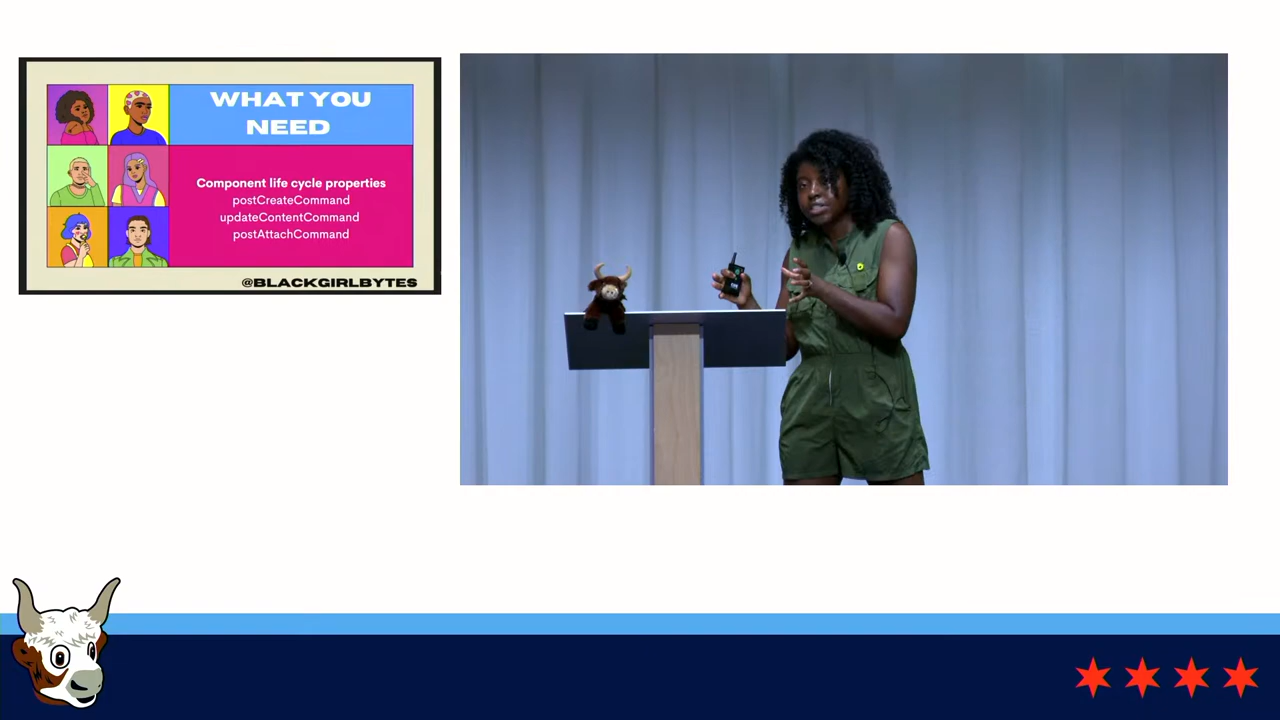 WHAT YOU
NEED
Component life cycle properties
postCreateCommand
updateContentCommand
postAttachCommand
@BLACKGIRLBYTES